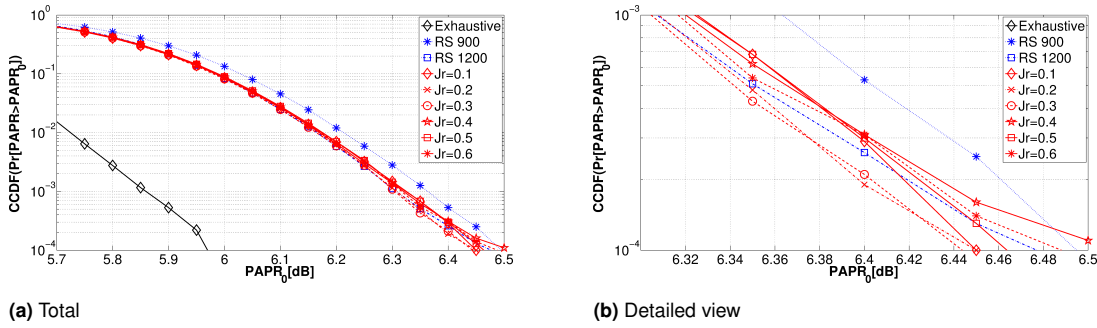 10^0
10^-1
10^-2
10^-3
10^-4
CCDF(Pr[PAPR>PAPR_0])
5.7 5.8 5.9 6 6.1 6.2 6.3 6.4 6.5
PAPR_0[dB]
Exhaustive
RS 900
RS 1200
Jr=0.1
Jr=0.2
Jr=0.3
Jr=0.4
Jr=0.5
Jr=0.6
(a) Total
10^-3
10^-4
CCDF(Pr[PAPR>PAPR_0])
6.32 6.34 6.36 6.38 6.4 6.42 6.44 6.46 6.48 6.5
PAPR_0[dB]
Exhaustive
RS 900
RS 1200
Jr=0.1
Jr=0.2
Jr=0.3
Jr=0.4
Jr=0.5
Jr=0.6
(b) Detailed view